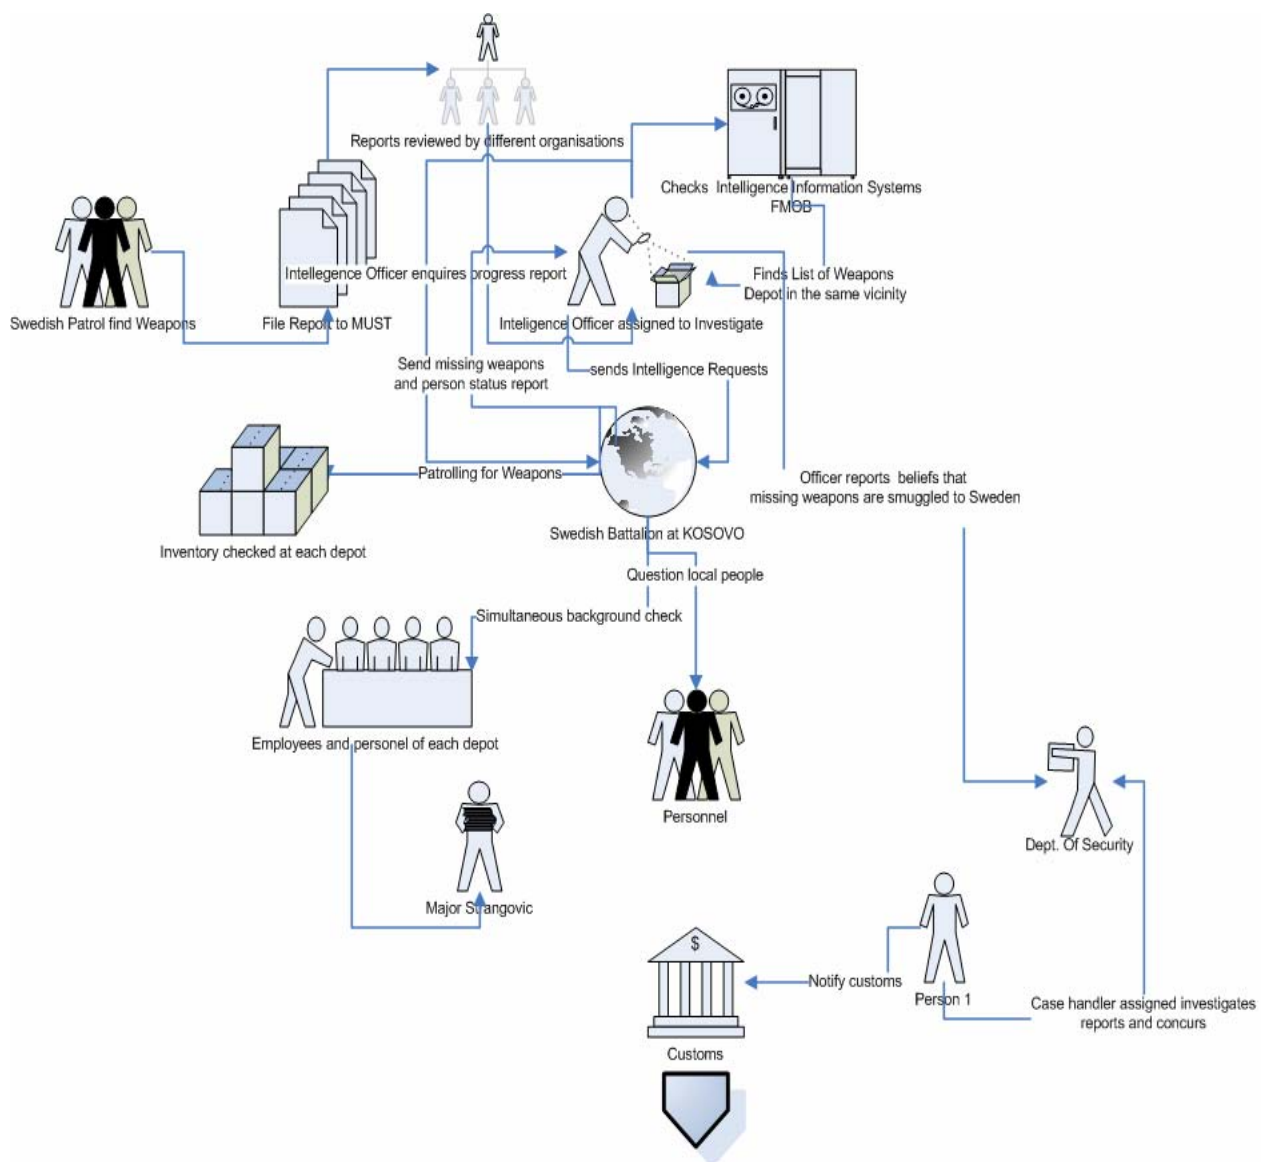 Reports reviewed by different organisations
Checks Intelligence Information Systems
FMOB
Intellegence Officer enquires progress report
Finds List of Weapons
Depot in the same vicinity
Swedish Patrol find Weapons
File Report to MUST
Inteligence Officer assigned to Investigate
Send missing weapons
and person status report
sends Intelligence Requests
Patrolling for Weapons
Officer reports beliefs that
missing weapons are smuggled to Sweden
Inventory checked at each depot
Swedish Battalion at KOSOVO
Question local people
Simultaneous background check
Employees and personel of each depot
Personnel
Dept. Of Security
Major Strangovic
$
Notify customs
Person 1
Case handler assigned investigates
reports and concurs
Customs